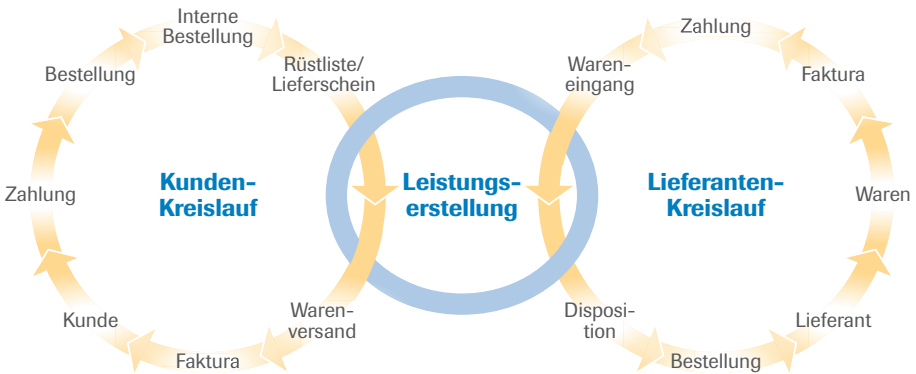 Interne
Bestellung
Rüstliste/
Lieferschein
Bestellung
Zahlung
Kunde
Faktura
Waren-
versand
Kunden-
Kreislauf
Leistungs-
erstellung
Lieferanten-
Kreislauf
Zahlung
Waren-
eingang
Faktura
Waren
Lieferant
Bestellung
Disposi-
tion